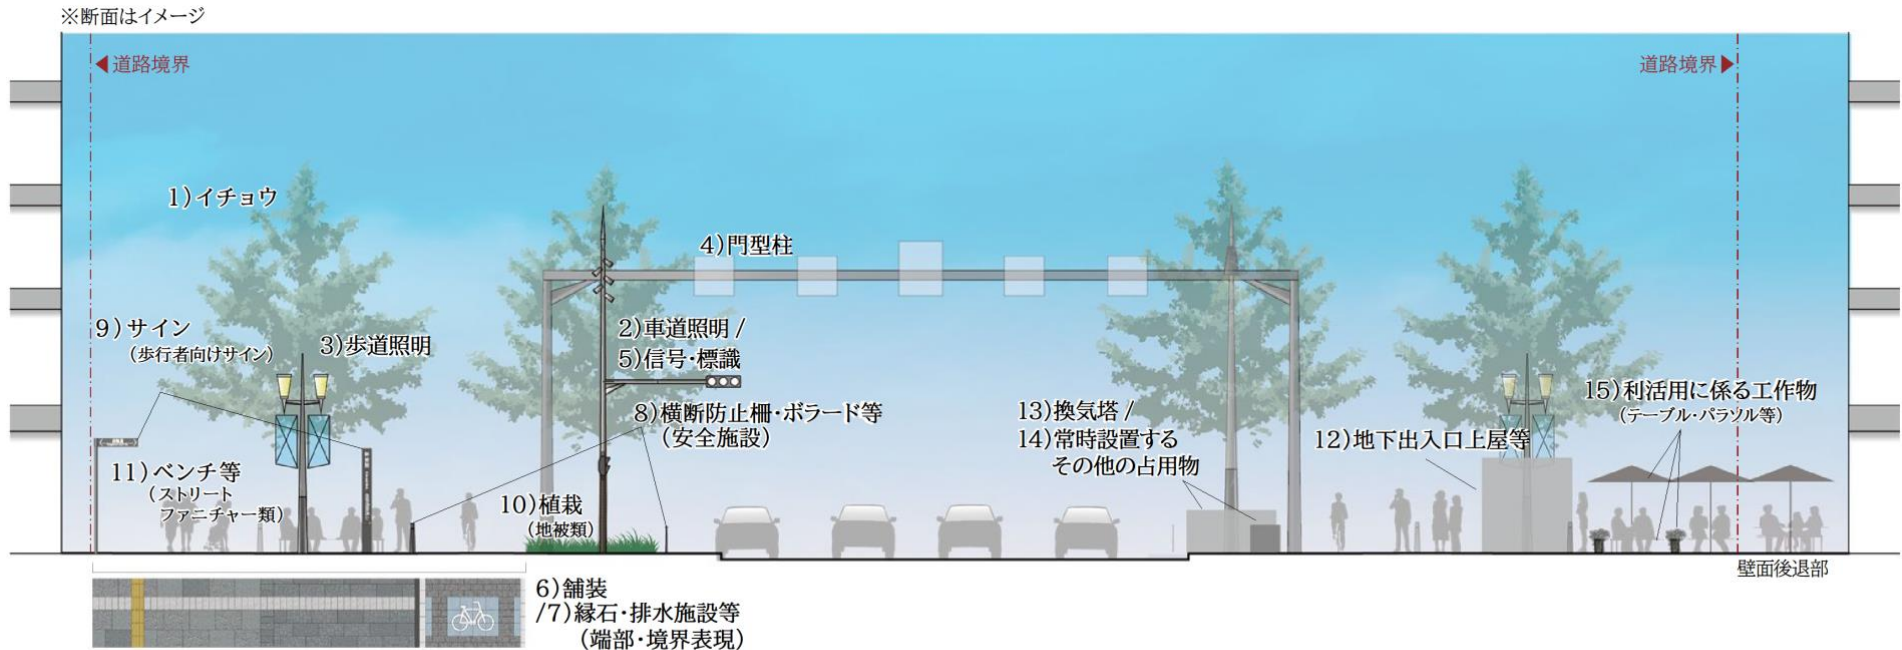 ※断面はイメージ
◀道路境界
道路境界▶
1)イチョウ
4)門型柱
9)サイン
(歩行者向けサイン)
3)歩道照明
2)車道照明 /
5)信号・標識
8)横断防止柵・ボラード等
(安全施設)
13)換気塔 /
14)常時設置する
その他の占用物
12)地下出入口上屋等
15)利活用に係る工作物
(テーブル・パラソル等)
11)ベンチ等
(ストリート
ファニチャー類)
10)植栽
(地被類)
壁面後退部
6)舗装
/7)縁石・排水施設等
(端部・境界表現)